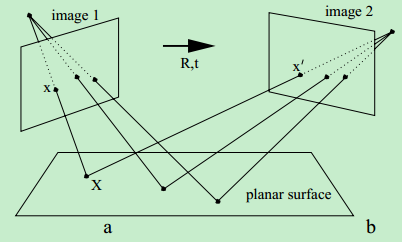 image 1
image 2
R,t
x
x′
X
planar surface
a
b